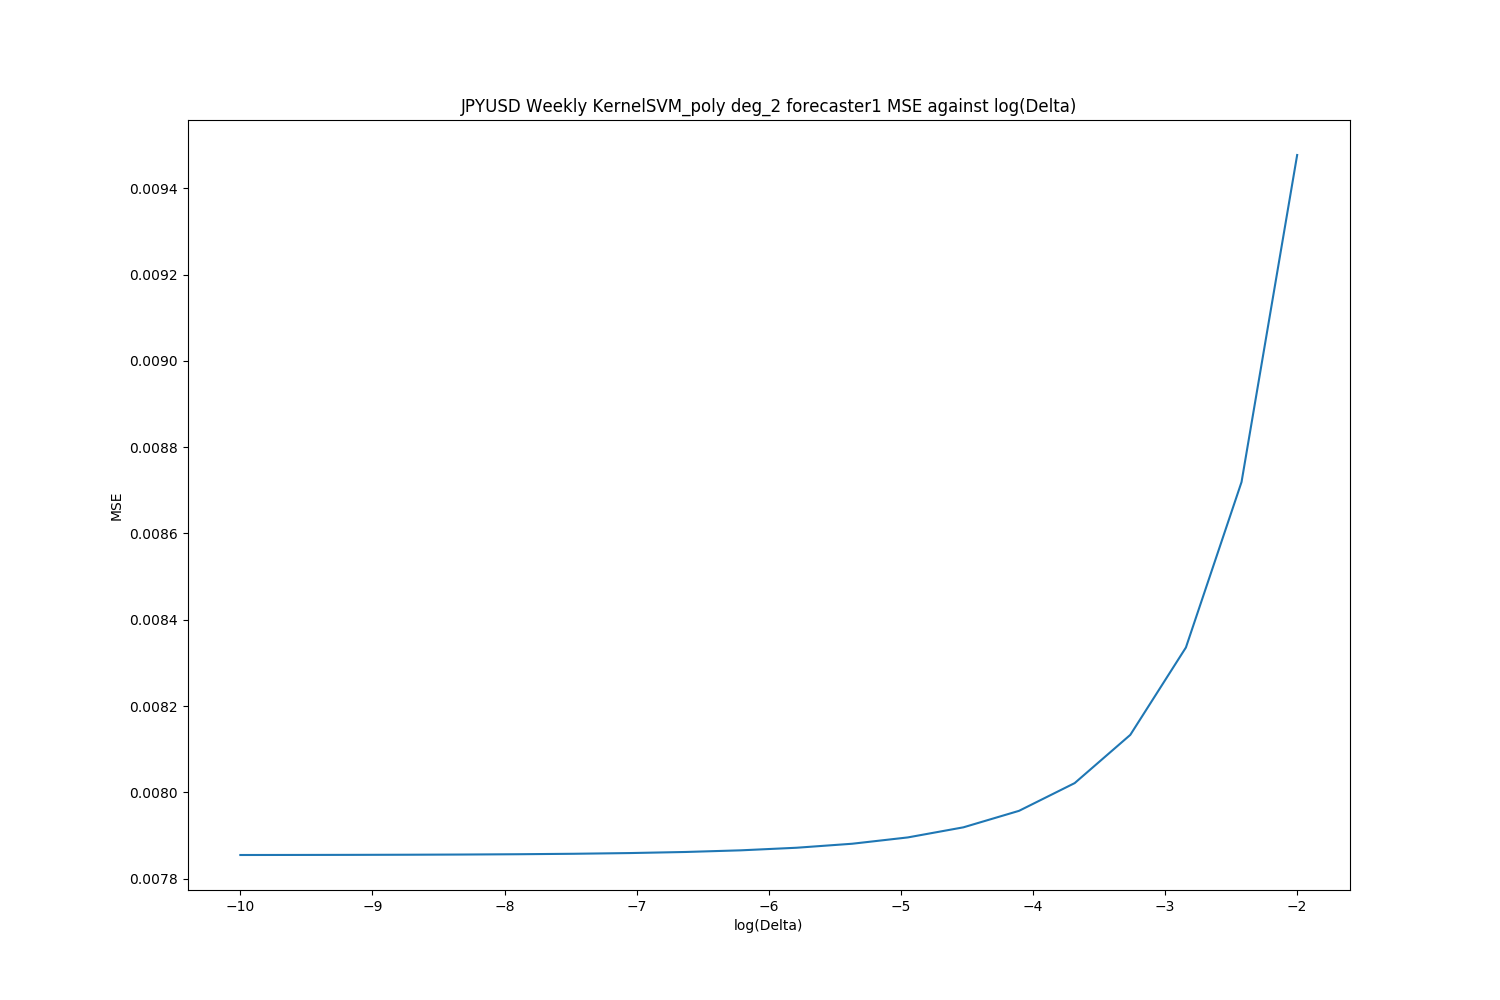 JPYUSD Weekly KernelSVM_poly deg_2 forecaster1 MSE against log(Delta)
0.0094
0.0092
0.0090
0.0088
0.0086
0.0084
0.0082
0.0080
0.0078
MSE
−10 −9 −8 −7 −6 −5 −4 −3 −2
log(Delta)